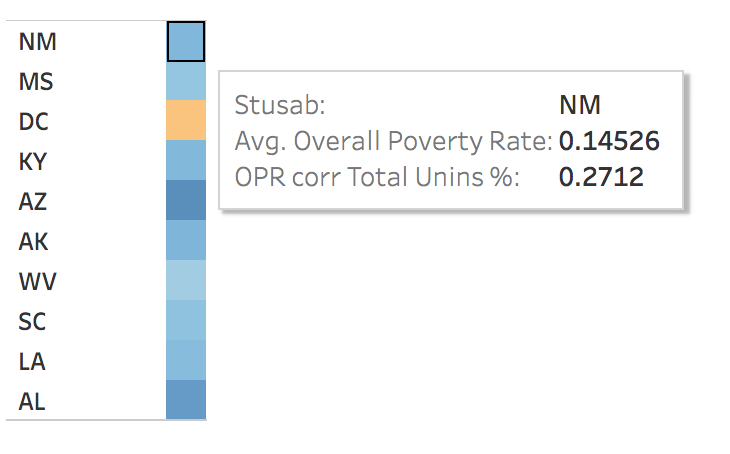 NM
MS
DC
KY
AZ
AK
WV
SC
LA
AL
Stusab: NM
Avg. Overall Poverty Rate: 0.14526
OPR corr Total Unins %: 0.2712